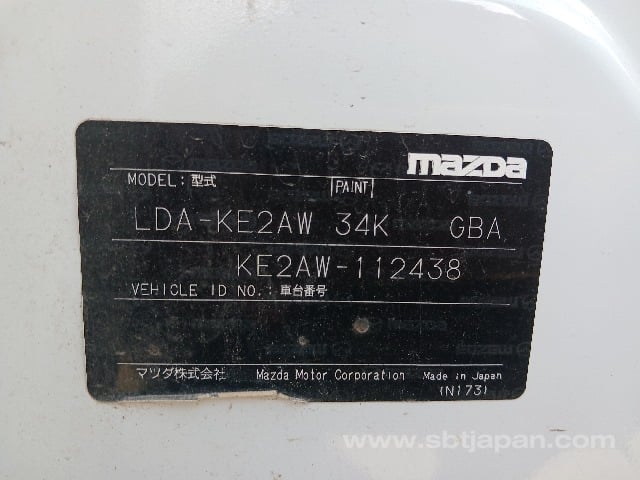 mazda
MODEL: 型式 PAINT
LDA-KE2AW 34K GBA
KE2AW-112438
VEHICLE ID NO.: 車台番号
マツダ株式会社 Mazda Motor Corporation Made in Japan
(N173)
www.sbtjapan.com